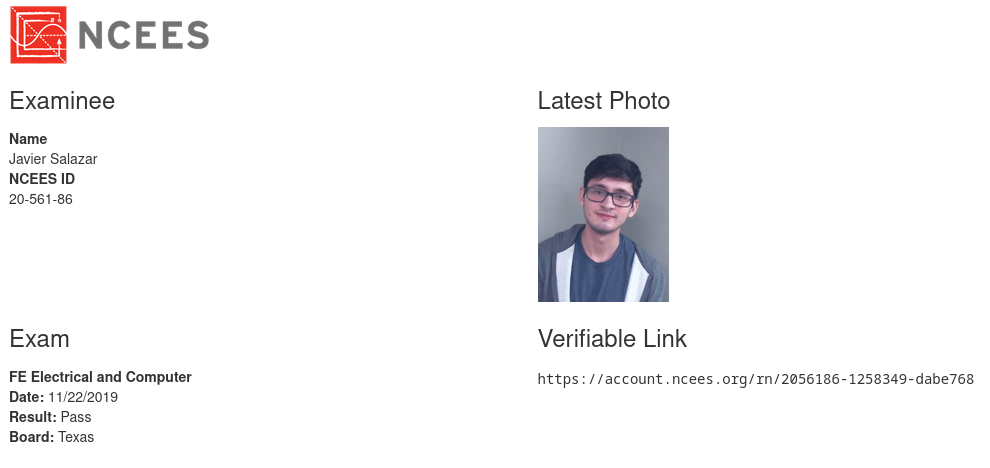 NCEES
Examinee
Name
Javier Salazar
NCEES ID
20-561-86
Latest Photo
Exam
FE Electrical and Computer
Date: 11/22/2019
Result: Pass
Board: Texas
Verifiable Link
https://account.ncees.org/rn/2056186-1258349-dabe768